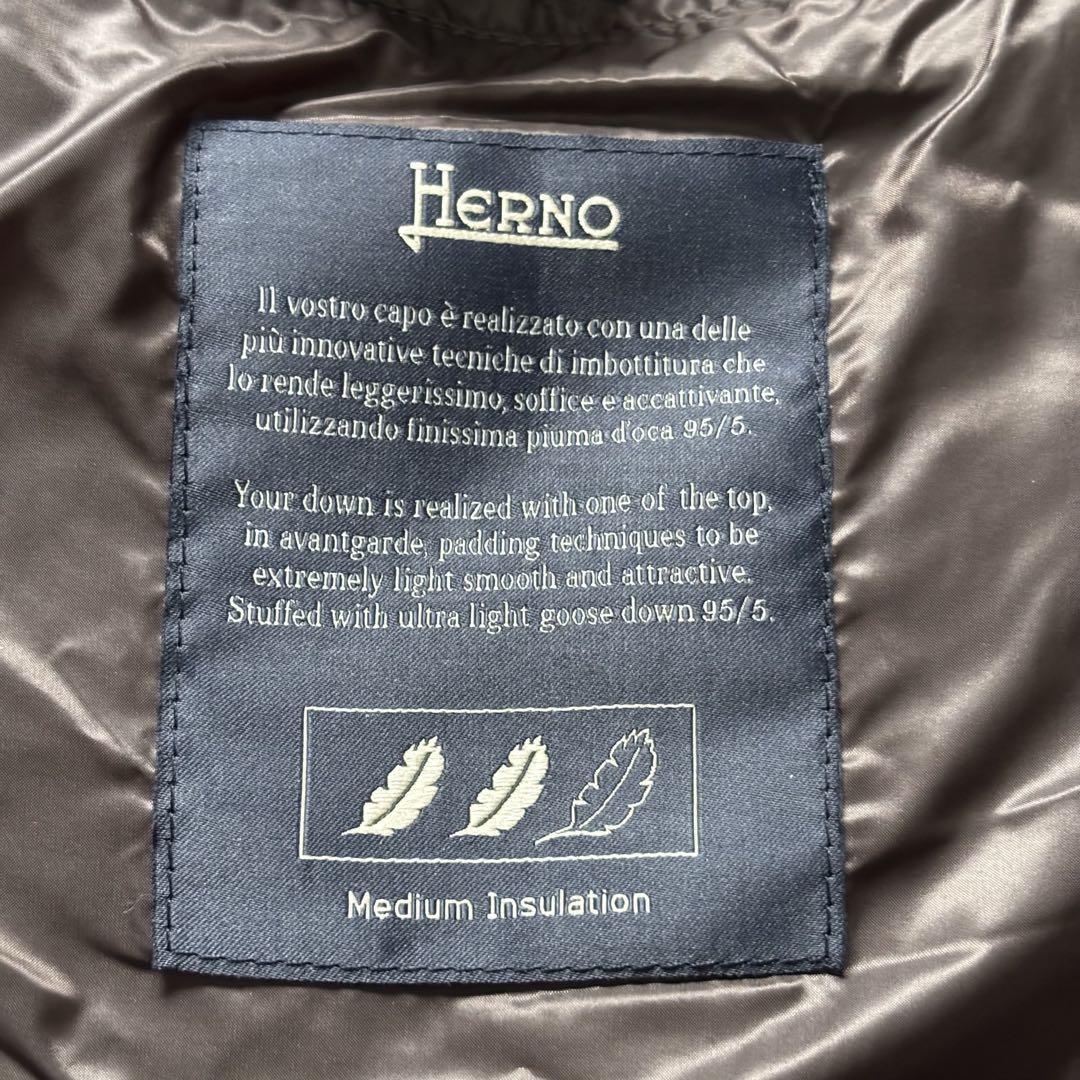 HERNO
Il vostro capo è realizzato con una delle
più innovative tecniche di imbottitura che
lo rende leggerissimo, soffice e accattivante,
utilizzando finissima piuma d'oca 95/5.
Your down is realized with one of the top,
in avantgarde, padding techniques to be
extremely light smooth and attractive.
Stuffed with ultra light goose down 95/5.
Medium Insulation